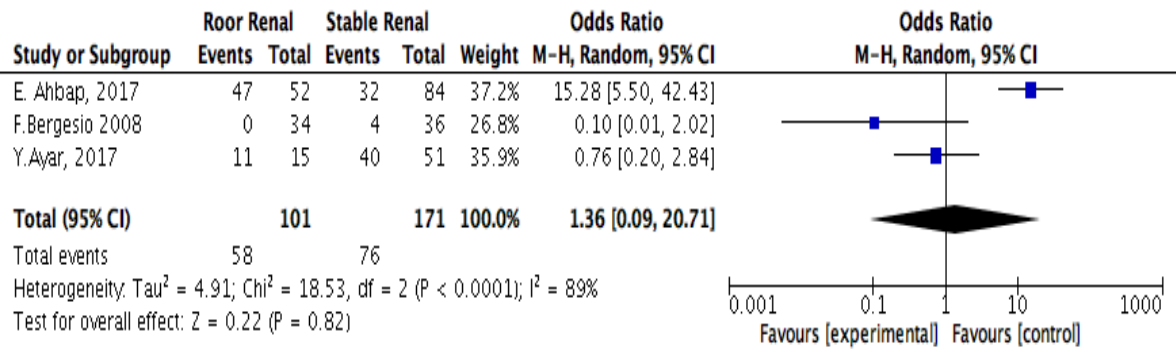 Roor Renal Stable Renal Odds Ratio Odds Ratio
Study or Subgroup Events Total Events Total Weight M-H, Random, 95% CI M-H, Random, 95% CI
E. Ahbap, 2017 47 52 32 84 37.2% 15.28 [5.50, 42.43]
F.Bergesio 2008 0 34 4 36 26.8% 0.10 [0.01, 2.02]
Y.Ayar, 2017 11 15 40 51 35.9% 0.76 [0.20, 2.84]
Total (95% CI) 101 171 100.0% 1.36 [0.09, 20.71]
Total events 58 76
Heterogeneity: Tau² = 4.91; Chi² = 18.53, df = 2 (P < 0.0001); I² = 89%
Test for overall effect: Z = 0.22 (P = 0.82)
0.001 0.1 1 10 1000
Favours [experimental] Favours [control]